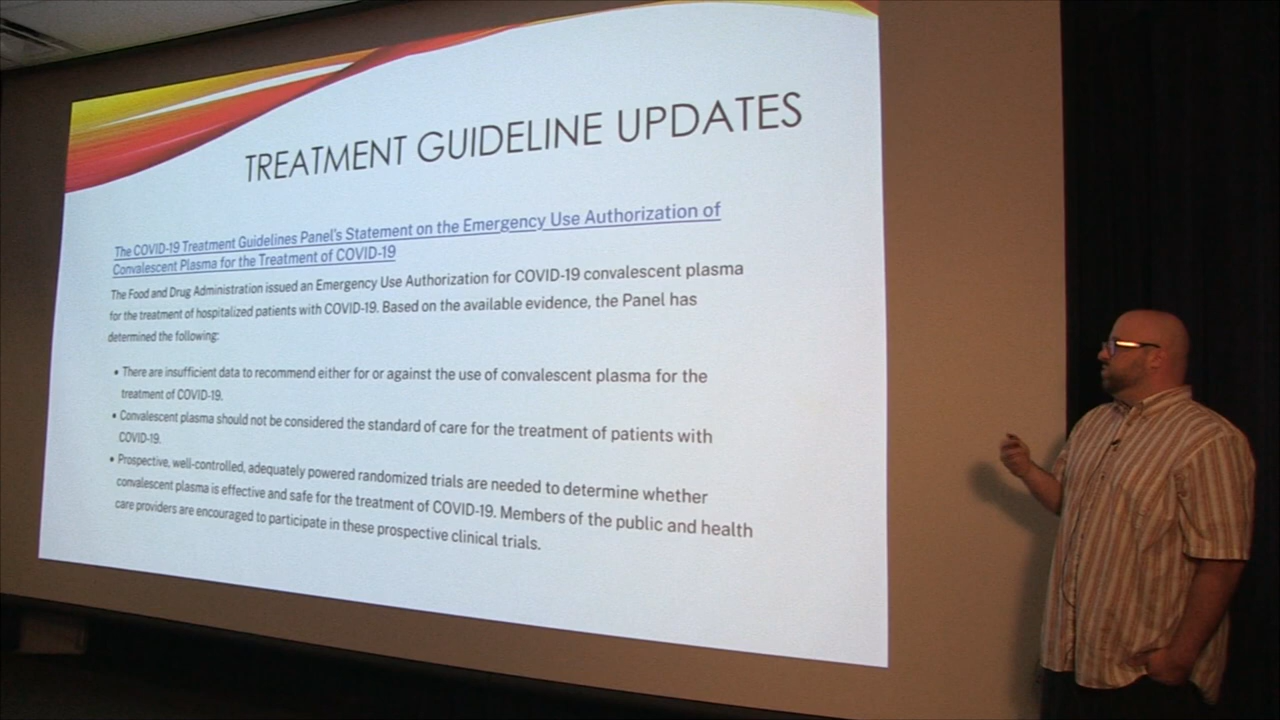 TREATMENT GUIDELINE UPDATES
The COVID-19 Treatment Guidelines Panel's Statement on the Emergency Use Authorization of
Convalescent Plasma for the Treatment of COVID-19
The Food and Drug Administration issued an Emergency Use Authorization for COVID-19 convalescent plasma
for the treatment of hospitalized patients with COVID-19. Based on the available evidence, the Panel has
determined the following:
• There are insufficient data to recommend either for or against the use of convalescent plasma for the
treatment of COVID-19.
• Convalescent plasma should not be considered the standard of care for the treatment of patients with
COVID-19.
• Prospective, well-controlled, adequately powered randomized trials are needed to determine whether
convalescent plasma is effective and safe for the treatment of COVID-19. Members of the public and health
care providers are encouraged to participate in these prospective clinical trials.